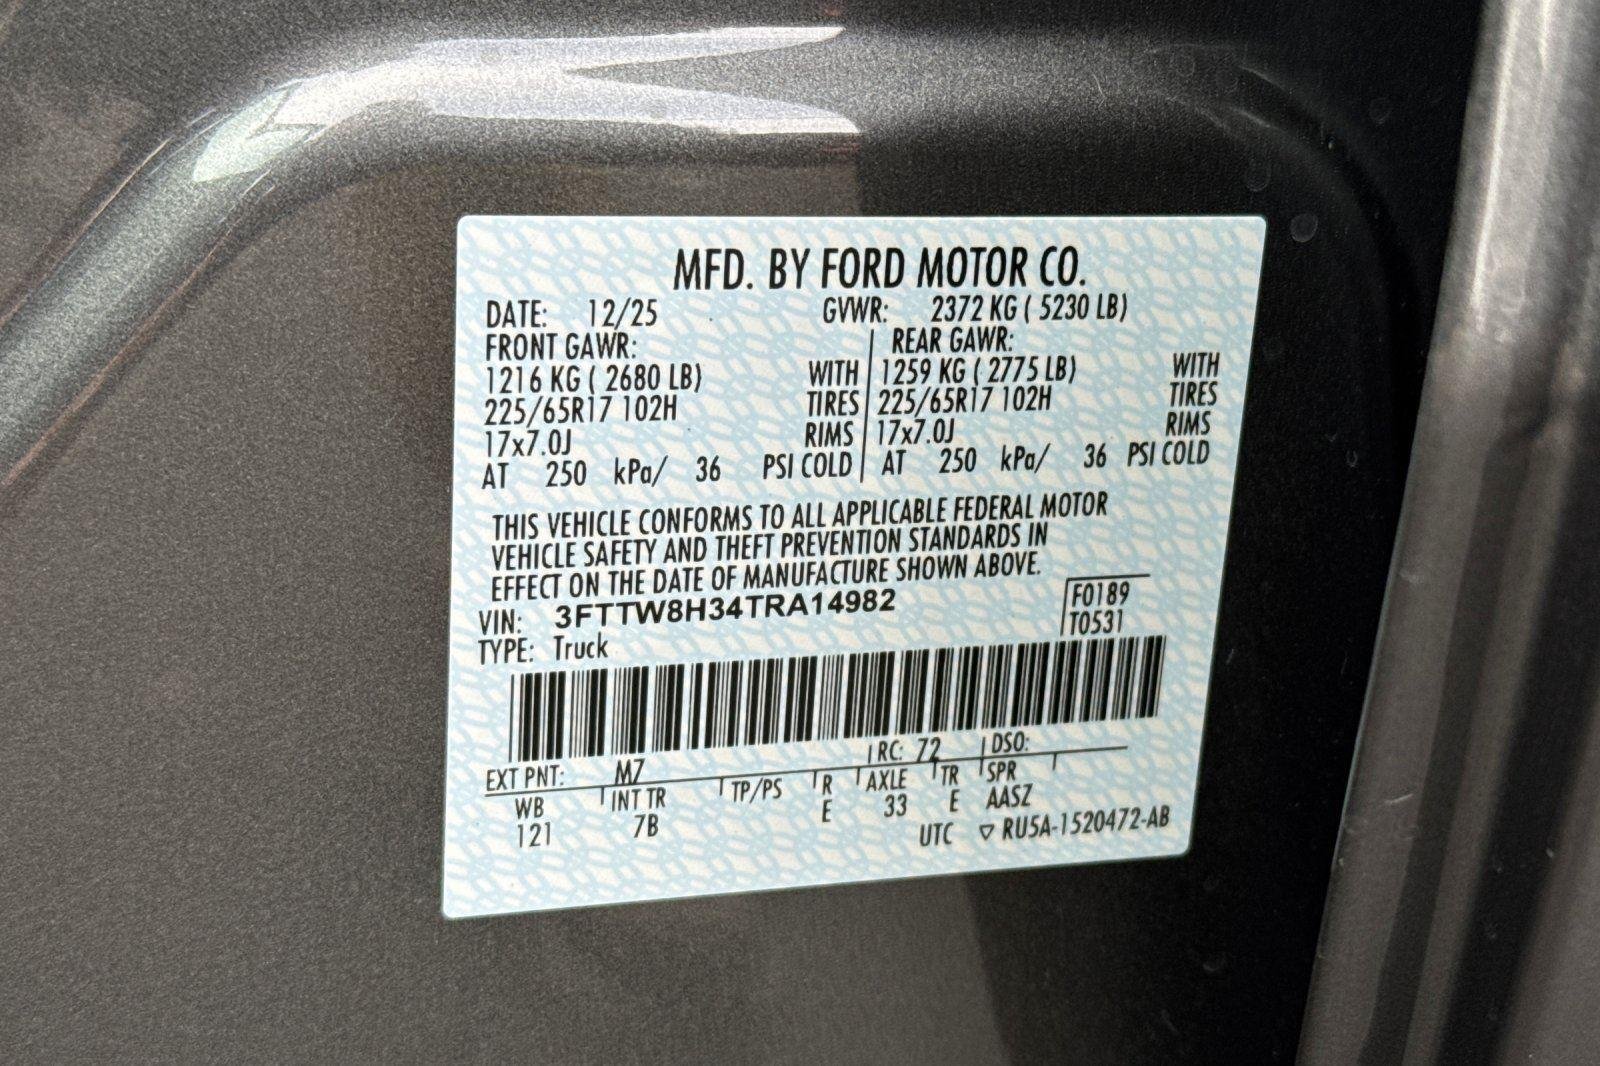 MFD. BY FORD MOTOR CO.
DATE: 12/25 GVWR: 2372 KG ( 5230 LB)
FRONT GAWR: REAR GAWR:
1216 KG ( 2680 LB) WITH 1259 KG ( 2775 LB) WITH
225/65R17 102H TIRES 225/65R17 102H TIRES
17x7.0J RIMS 17x7.0J RIMS
AT 250 kPa/ 36 PSI COLD AT 250 kPa/ 36 PSI COLD
THIS VEHICLE CONFORMS TO ALL APPLICABLE FEDERAL MOTOR
VEHICLE SAFETY AND THEFT PREVENTION STANDARDS IN
EFFECT ON THE DATE OF MANUFACTURE SHOWN ABOVE.
VIN: 3FTTW8H34TRA14982 F0189
TYPE: Truck T0531
EXT PNT: M7 RC: 72 DSO:
WB INT TR TP/PS R AXLE TR SPR
121 7B E 33 E AASZ
UTC ▽ RU5A-1520472-AB